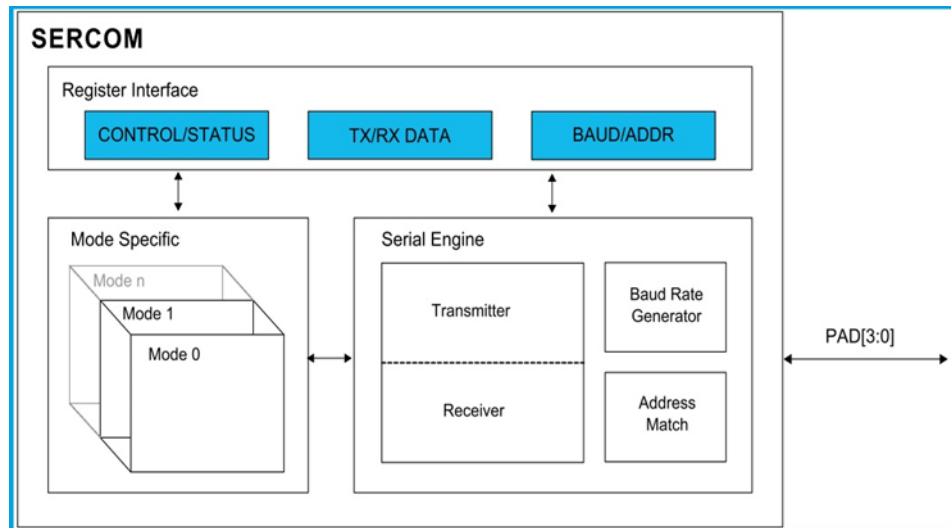 SERCOM
Register Interface
CONTROL/STATUS
TX/RX DATA
BAUD/ADDR
Mode Specific
Mode n
Mode 1
Mode 0
Serial Engine
Transmitter
Receiver
Baud Rate
Generator
Address
Match
PAD[3:0]